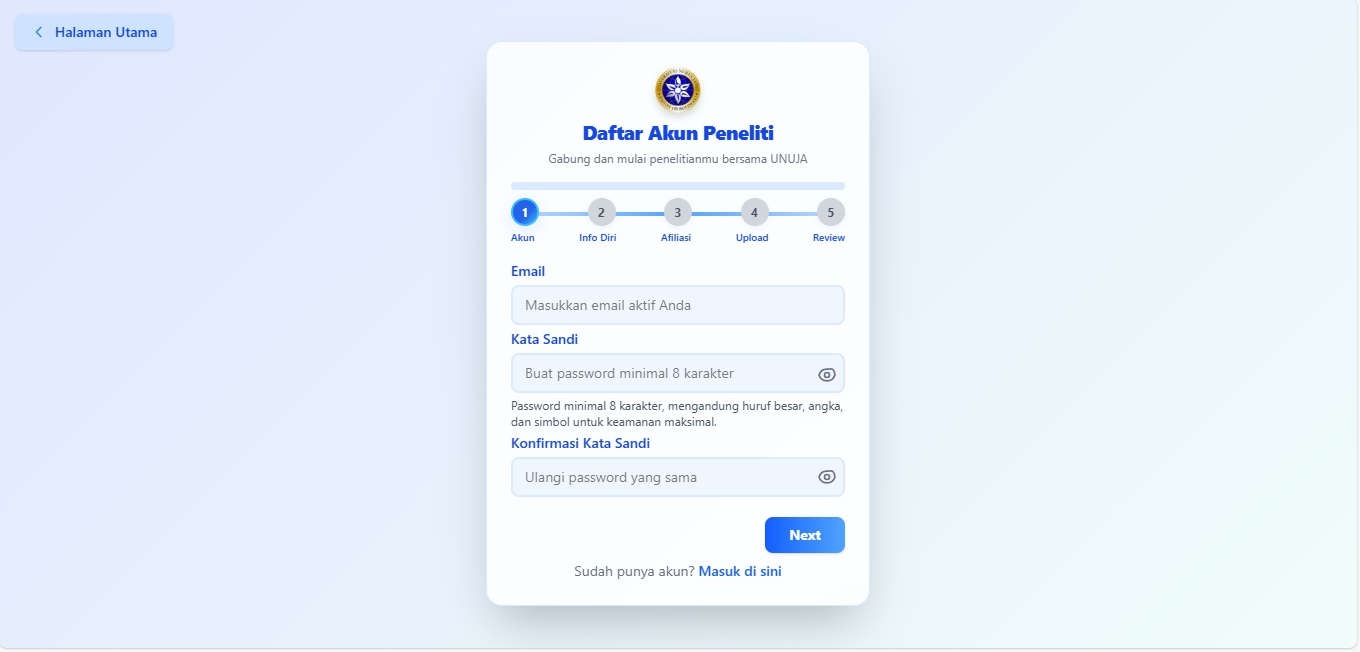 Halaman Utama
Daftar Akun Peneliti
Gabung dan mulai penelitianmu bersama UNUJA
1 2 3 4 5
Akun Info Diri Afiliasi Upload Review
Email
Masukkan email aktif Anda
Kata Sandi
Buat password minimal 8 karakter
Password minimal 8 karakter, mengandung huruf besar, angka,
dan simbol untuk keamanan maksimal.
Konfirmasi Kata Sandi
Ulangi password yang sama
Next
Sudah punya akun? Masuk di sini